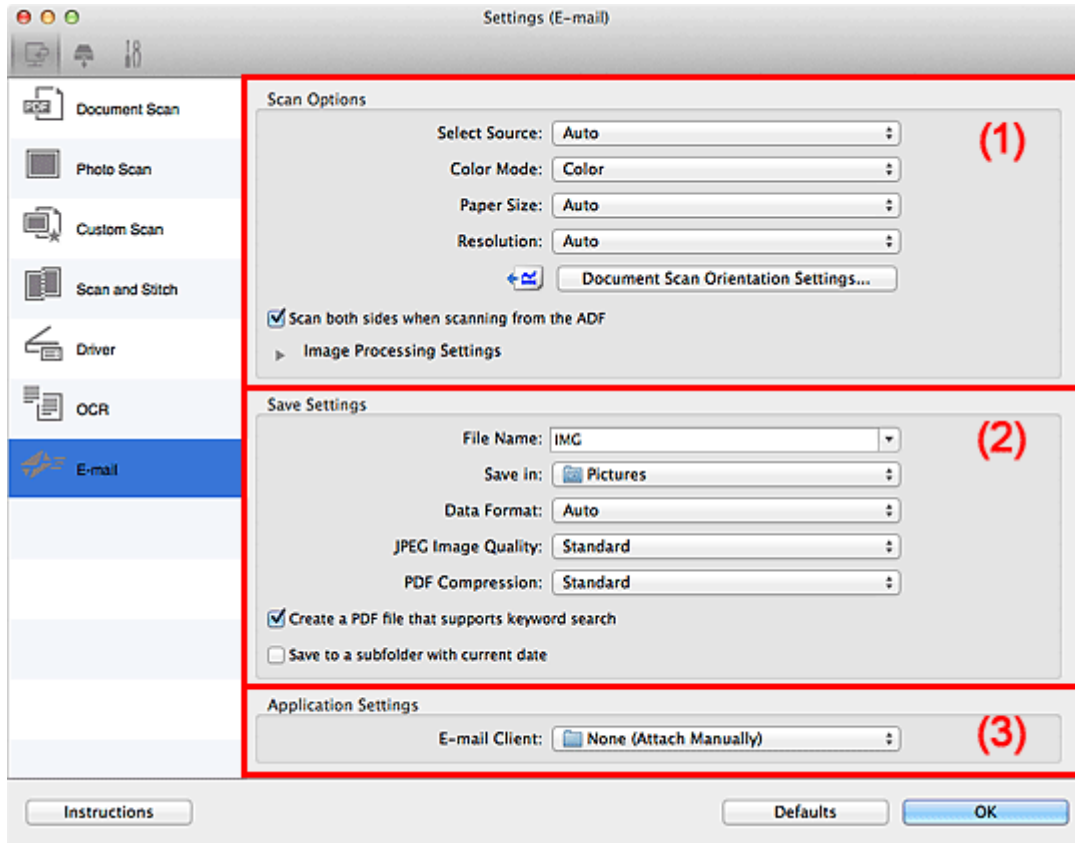 Settings (E-mail)
PDF
Document Scan
Photo Scan
Custom Scan
Scan and Stitch
Driver
OCR
E-mail
Scan Options
(1)
Select Source: Auto
Color Mode: Color
Paper Size: Auto
Resolution: Auto
Document Scan Orientation Settings...
Scan both sides when scanning from the ADF
Image Processing Settings
Save Settings
(2)
File Name: IMG
Save in: Pictures
Data Format: Auto
JPEG Image Quality: Standard
PDF Compression: Standard
Create a PDF file that supports keyword search
Save to a subfolder with current date
Application Settings
(3)
E-mail Client: None (Attach Manually)
Instructions
Defaults
OK